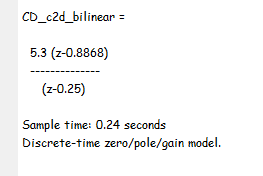 CD_c2d_bilinear =
5.3 (z-0.8868)
--------------
(z-0.25)
Sample time: 0.24 seconds
Discrete-time zero/pole/gain model.